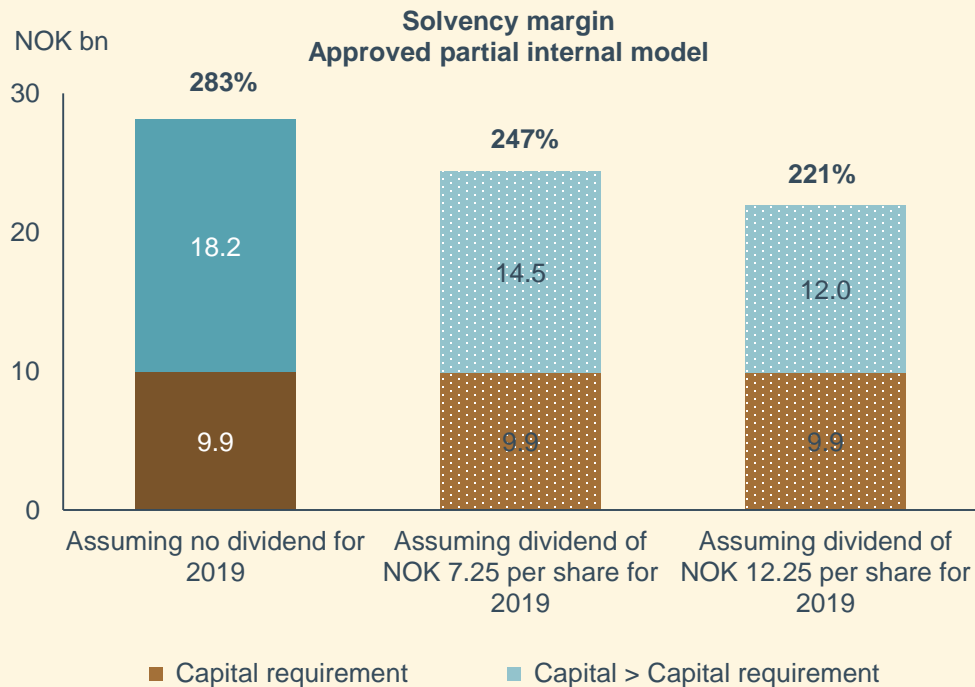 Solvency margin
Approved partial internal model
NOK bn
283%
247%
221%
30
20
10
0
18.2
14.5
12.0
9.9
9.9
9.9
Assuming no dividend for
2019
Assuming dividend of
NOK 7.25 per share for
2019
Assuming dividend of
NOK 12.25 per share for
2019
Capital requirement
Capital > Capital requirement